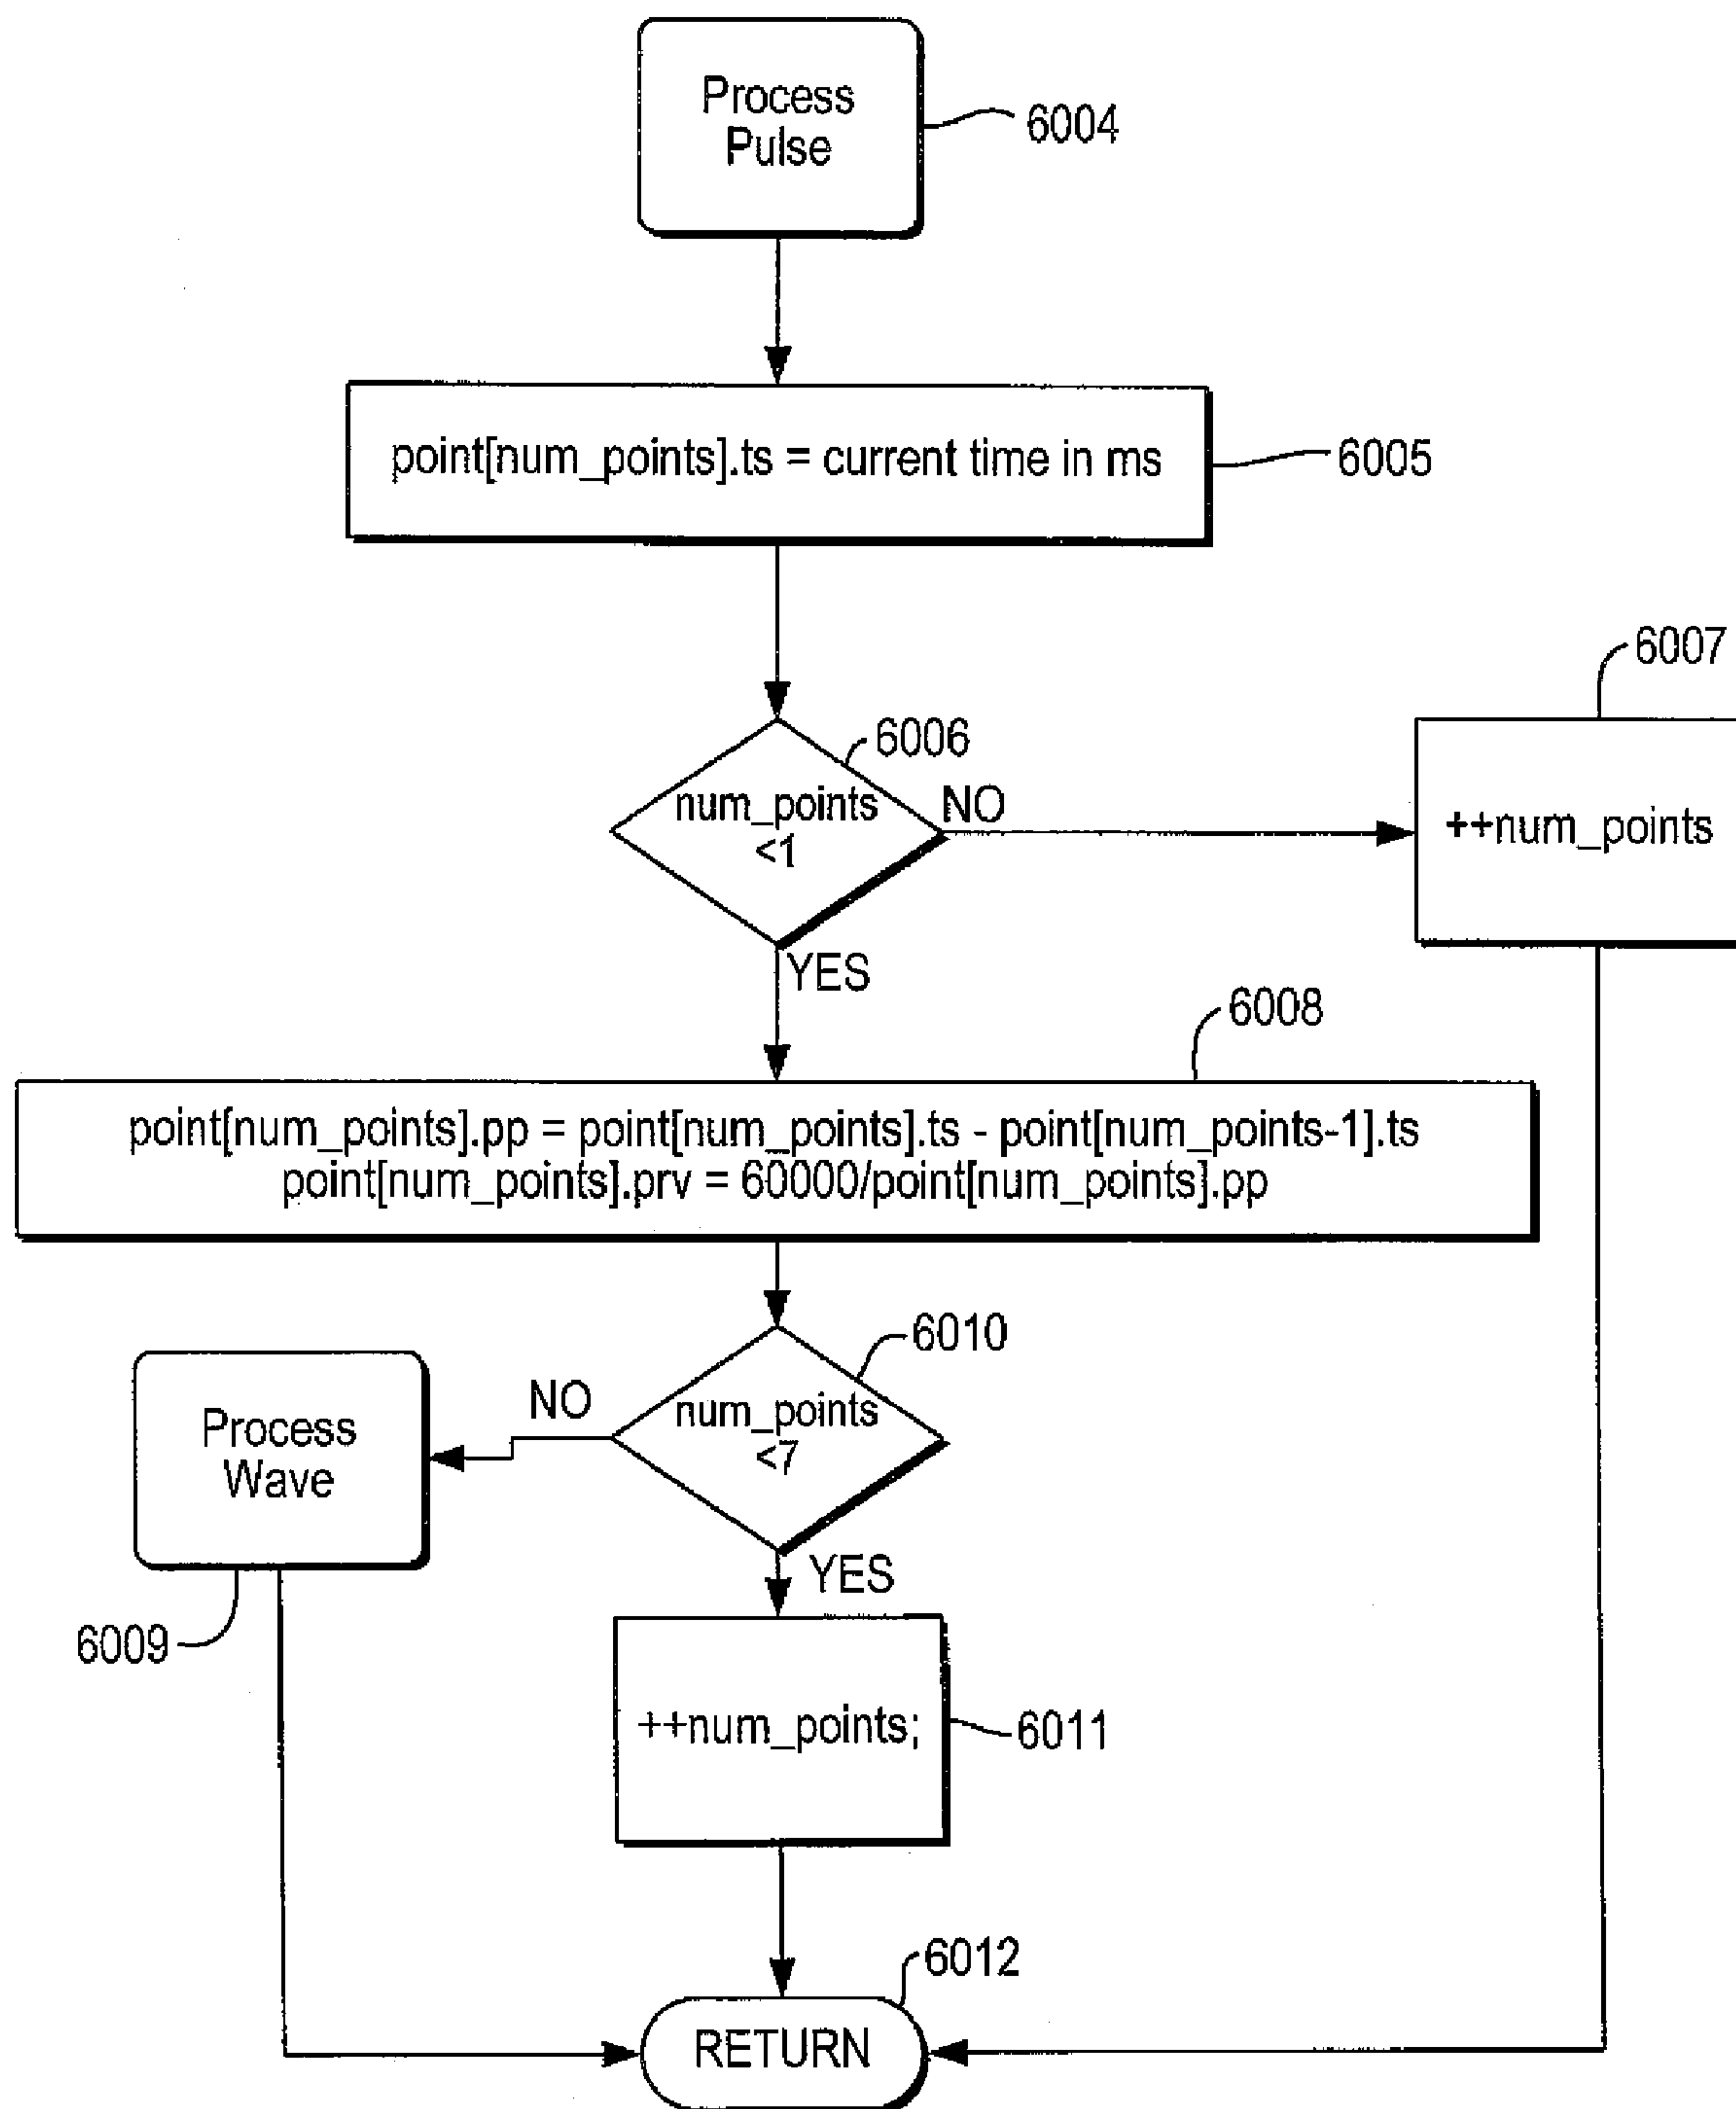 Process
Pulse
6004
point[num_points].ts = current time in ms
6005
6006
num_points
<1
NO
YES
6007
++num_points
6008
point[num_points].pp = point[num_points].ts - point[num_points-1].ts
point[num_points].prv = 60000/point[num_points].pp
6010
num_points
<7
NO
YES
Process
Wave
6009
++num_points;
6011
6012
RETURN